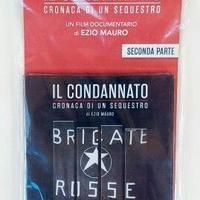 CRONACA DI UN SEQUESTRO
UN FILM DOCUMENTARIO
di EZIO MAURO
SECONDA PARTE
IL CONDANNATO
CRONACA DI UN SEQUESTRO
di EZIO MAURO
BRIGATE
RUSSE